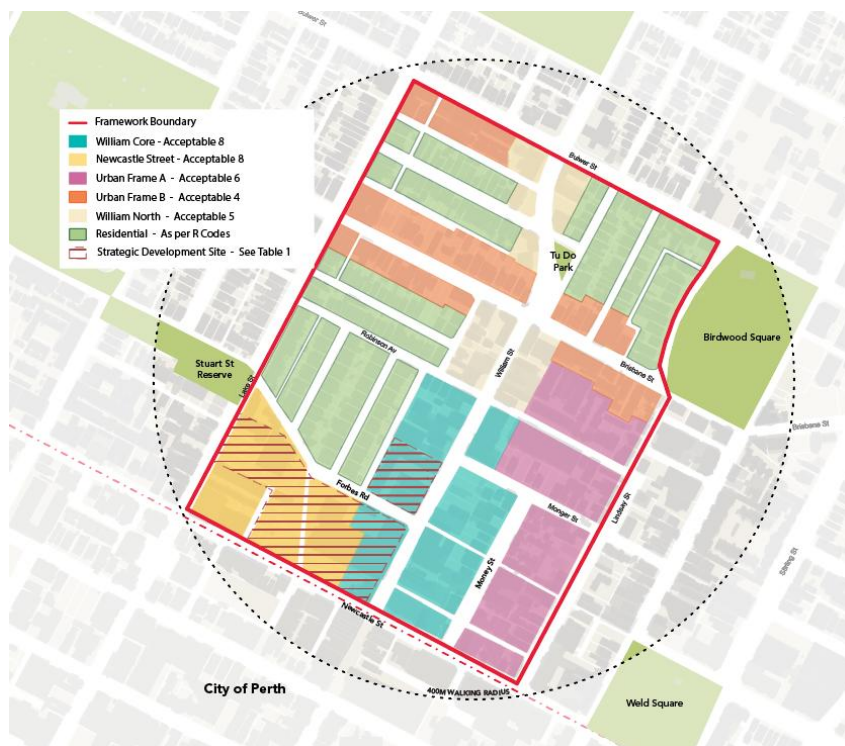 Bulwer St
Framework Boundary
William Core - Acceptable 8
Newcastle Street - Acceptable 8
Urban Frame A - Acceptable 6
Urban Frame B - Acceptable 4
William North - Acceptable 5
Residential - As per R Codes
Strategic Development Site - See Table 1
Bulwer St
Tu Do
Park
Birdwood Square
Robinson Av
William St
Brisbane St
Stuart St
Reserve
Lake St
Brisbane St
Forbes Rd
Monger St
Lindsay St
Stirling St
Money St
Newcastle St
City of Perth
400M WALKING RADIUS
Weld Square